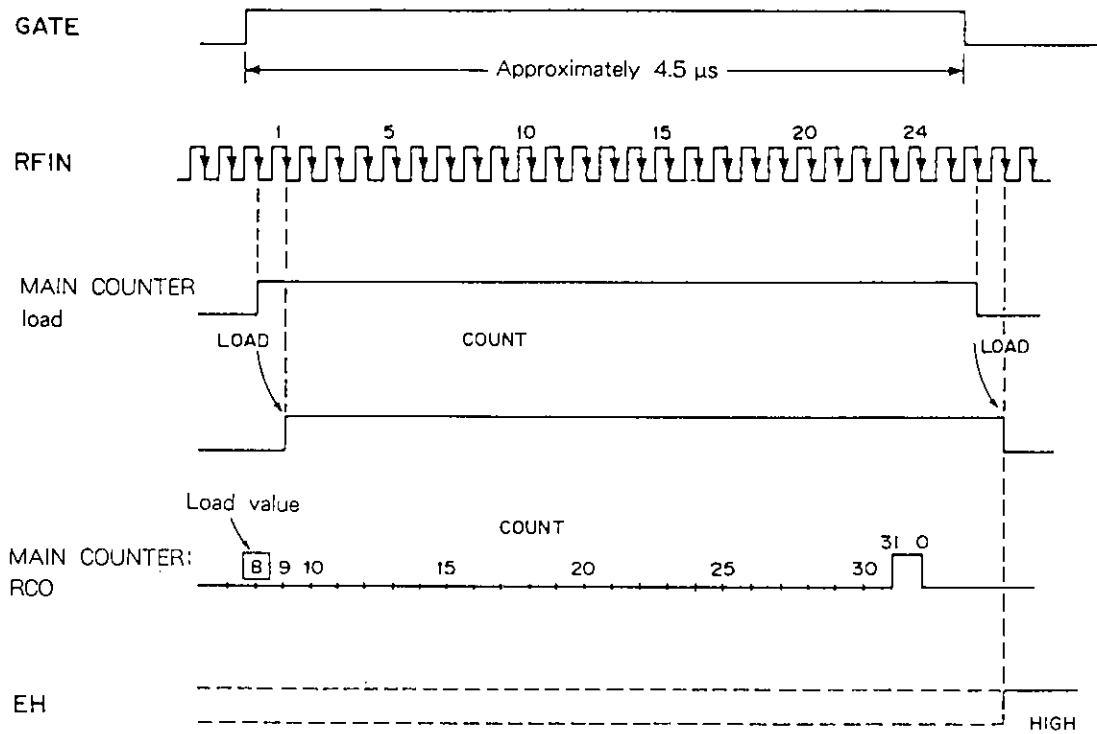 GATE
Approximately 4.5 µs
1 5 10 15 20 24
RFIN
MAIN COUNTER
load
LOAD COUNT LOAD
Load value
COUNT
31 0
MAIN COUNTER:
B 9 10 15 20 25 30
RCO
EH
HIGH